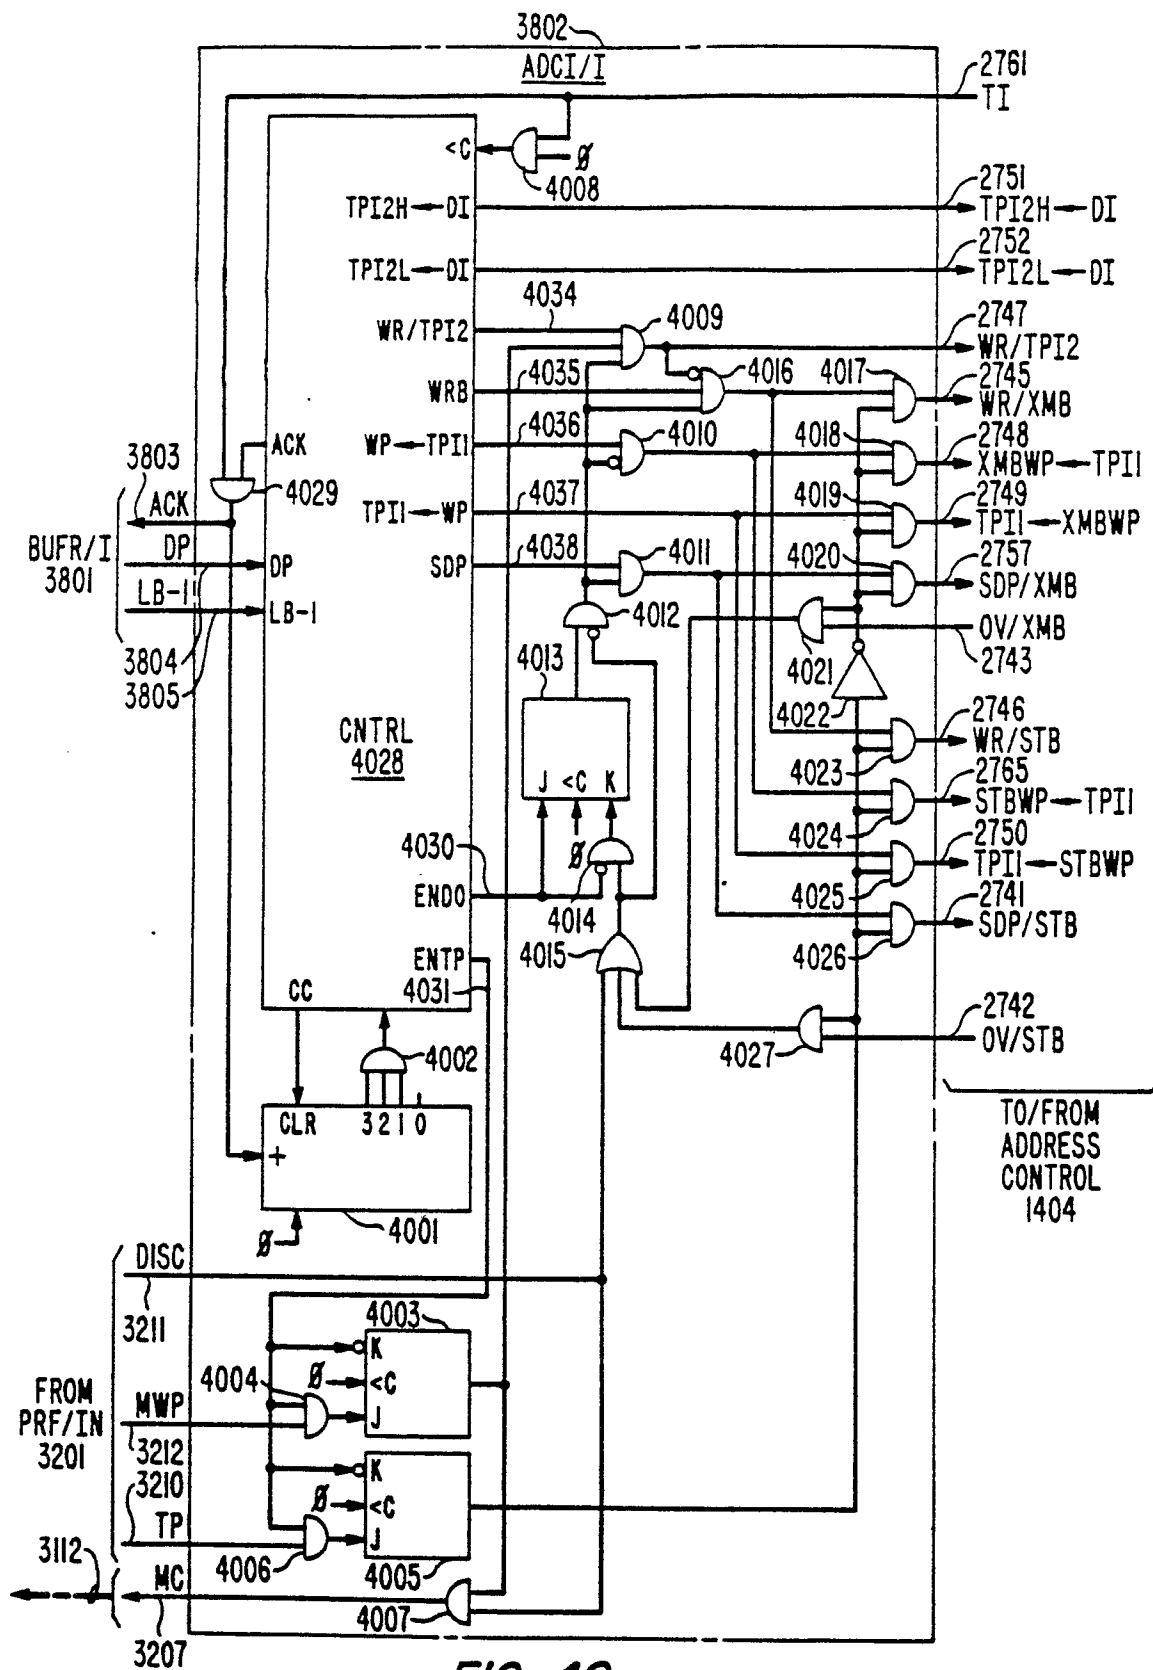 3802
ADCI/I
2761
TI
<C
Ø
4008
2751
TPI2H ← DI
TPI2H ← DI
2752
TPI2L ← DI
TPI2L ← DI
4034
WR/TPI2
4009
2747
WR/TPI2
4035
WRB
4016
4017
2745
WR/XMB
4036
WP ← TPI1
4010
4018
2748
XMBWP ← TPI1
3803
ACK
ACK
4029
4037
TPI1 ← WP
4019
2749
TPI1 ← XMBWP
BUFR/I
3801
DP
DP
4038
SDP
4011
4020
2757
SDP/XMB
LB-1
LB-1
4012
4021
OV/XMB
2743
3804
3805
4013
4022
CNTRL
4028
2746
WR/STB
4023
J <C K
2765
STBWP ← TPI1
4024
Ø
4030
ENDO
4014
2750
TPI1 ← STBWP
4025
2741
SDP/STB
4026
4015
ENTP
4031
CC
4002
2742
OV/STB
4027
CLR
3 2 1 0
+
TO/FROM
ADDRESS
CONTROL
1404
4001
Ø
DISC
3211
4003
K
Ø
<C
J
4004
FROM
PRF/IN
3201
MWP
3212
3210
K
Ø
<C
J
TP
4006
4005
3112
MC
4007
3207